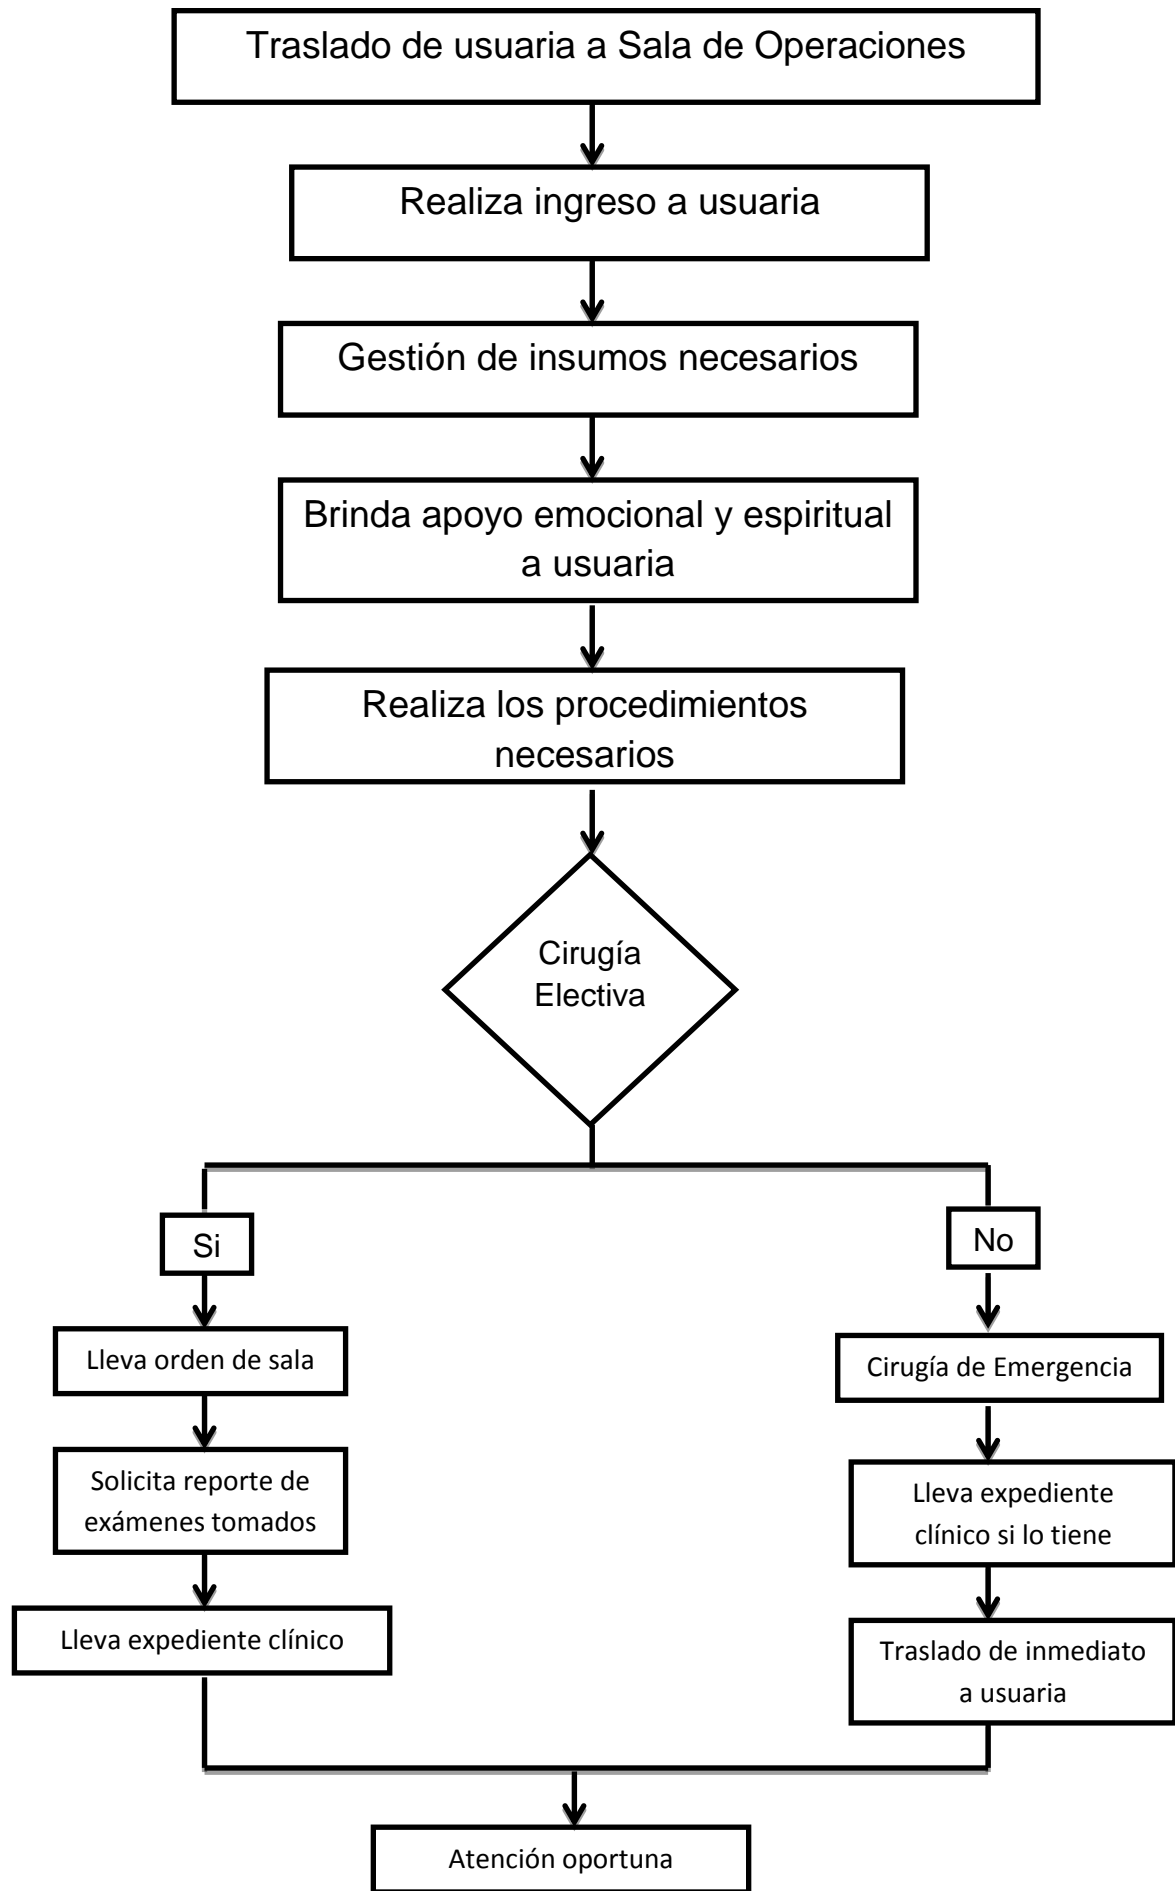 Traslado de usuaria a Sala de Operaciones
Realiza ingreso a usuaria
Gestión de insumos necesarios
Brinda apoyo emocional y espiritual
a usuaria
Realiza los procedimientos
necesarios
Cirugía
Electiva
Si
Lleva orden de sala
Solicita reporte de
exámenes tomados
Lleva expediente clínico
No
Cirugía de Emergencia
Lleva expediente
clínico si lo tiene
Traslado de inmediato
a usuaria
Atención oportuna